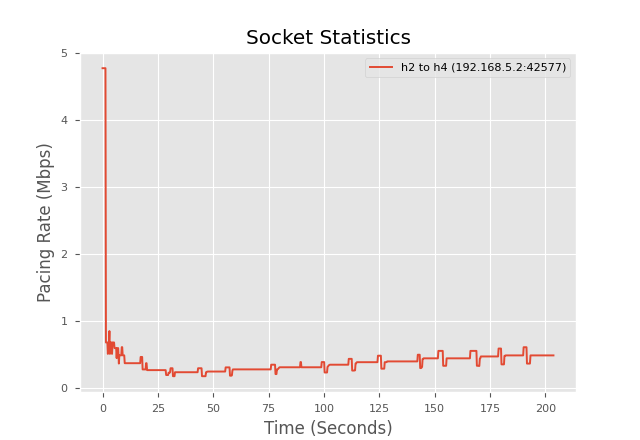 Socket Statistics
h2 to h4 (192.168.5.2:42577)
Pacing Rate (Mbps)
5
4
3
2
1
0
0 25 50 75 100 125 150 175 200
Time (Seconds)